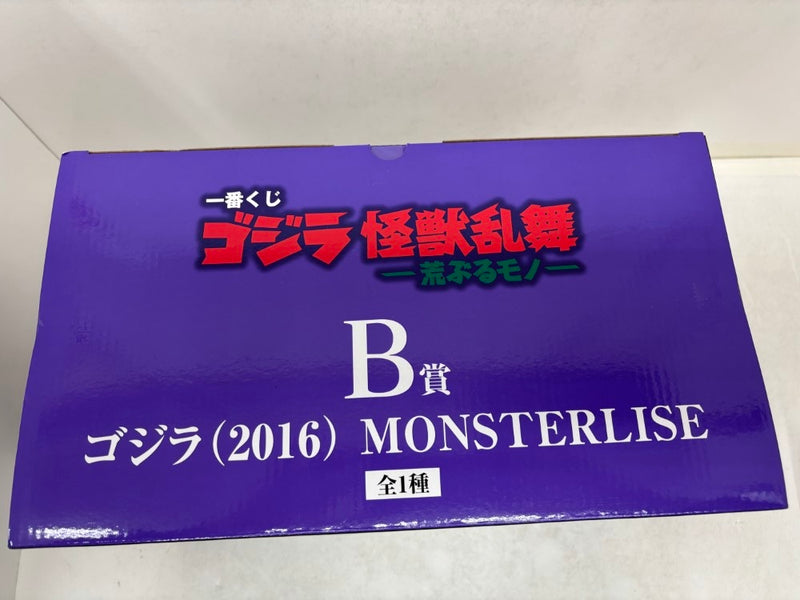 一番くじ
ゴジラ 怪獣乱舞
―荒ぶるモノ―
B賞
ゴジラ(2016) MONSTERLISE
全1種